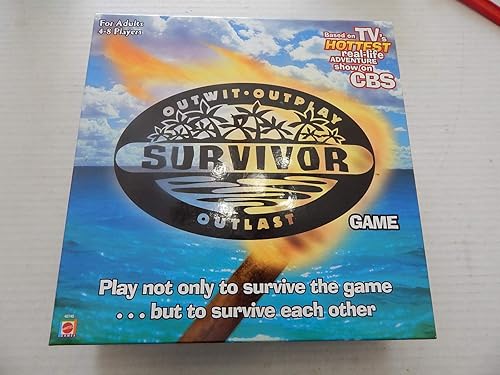 For Adults
4-8 Players
Based on TV's
HOTTEST
real-life
ADVENTURE
show on
CBS
OUTWIT • OUTPLAY
SURVIVOR
OUTLAST
GAME
Play not only to survive the game
. . . but to survive each other